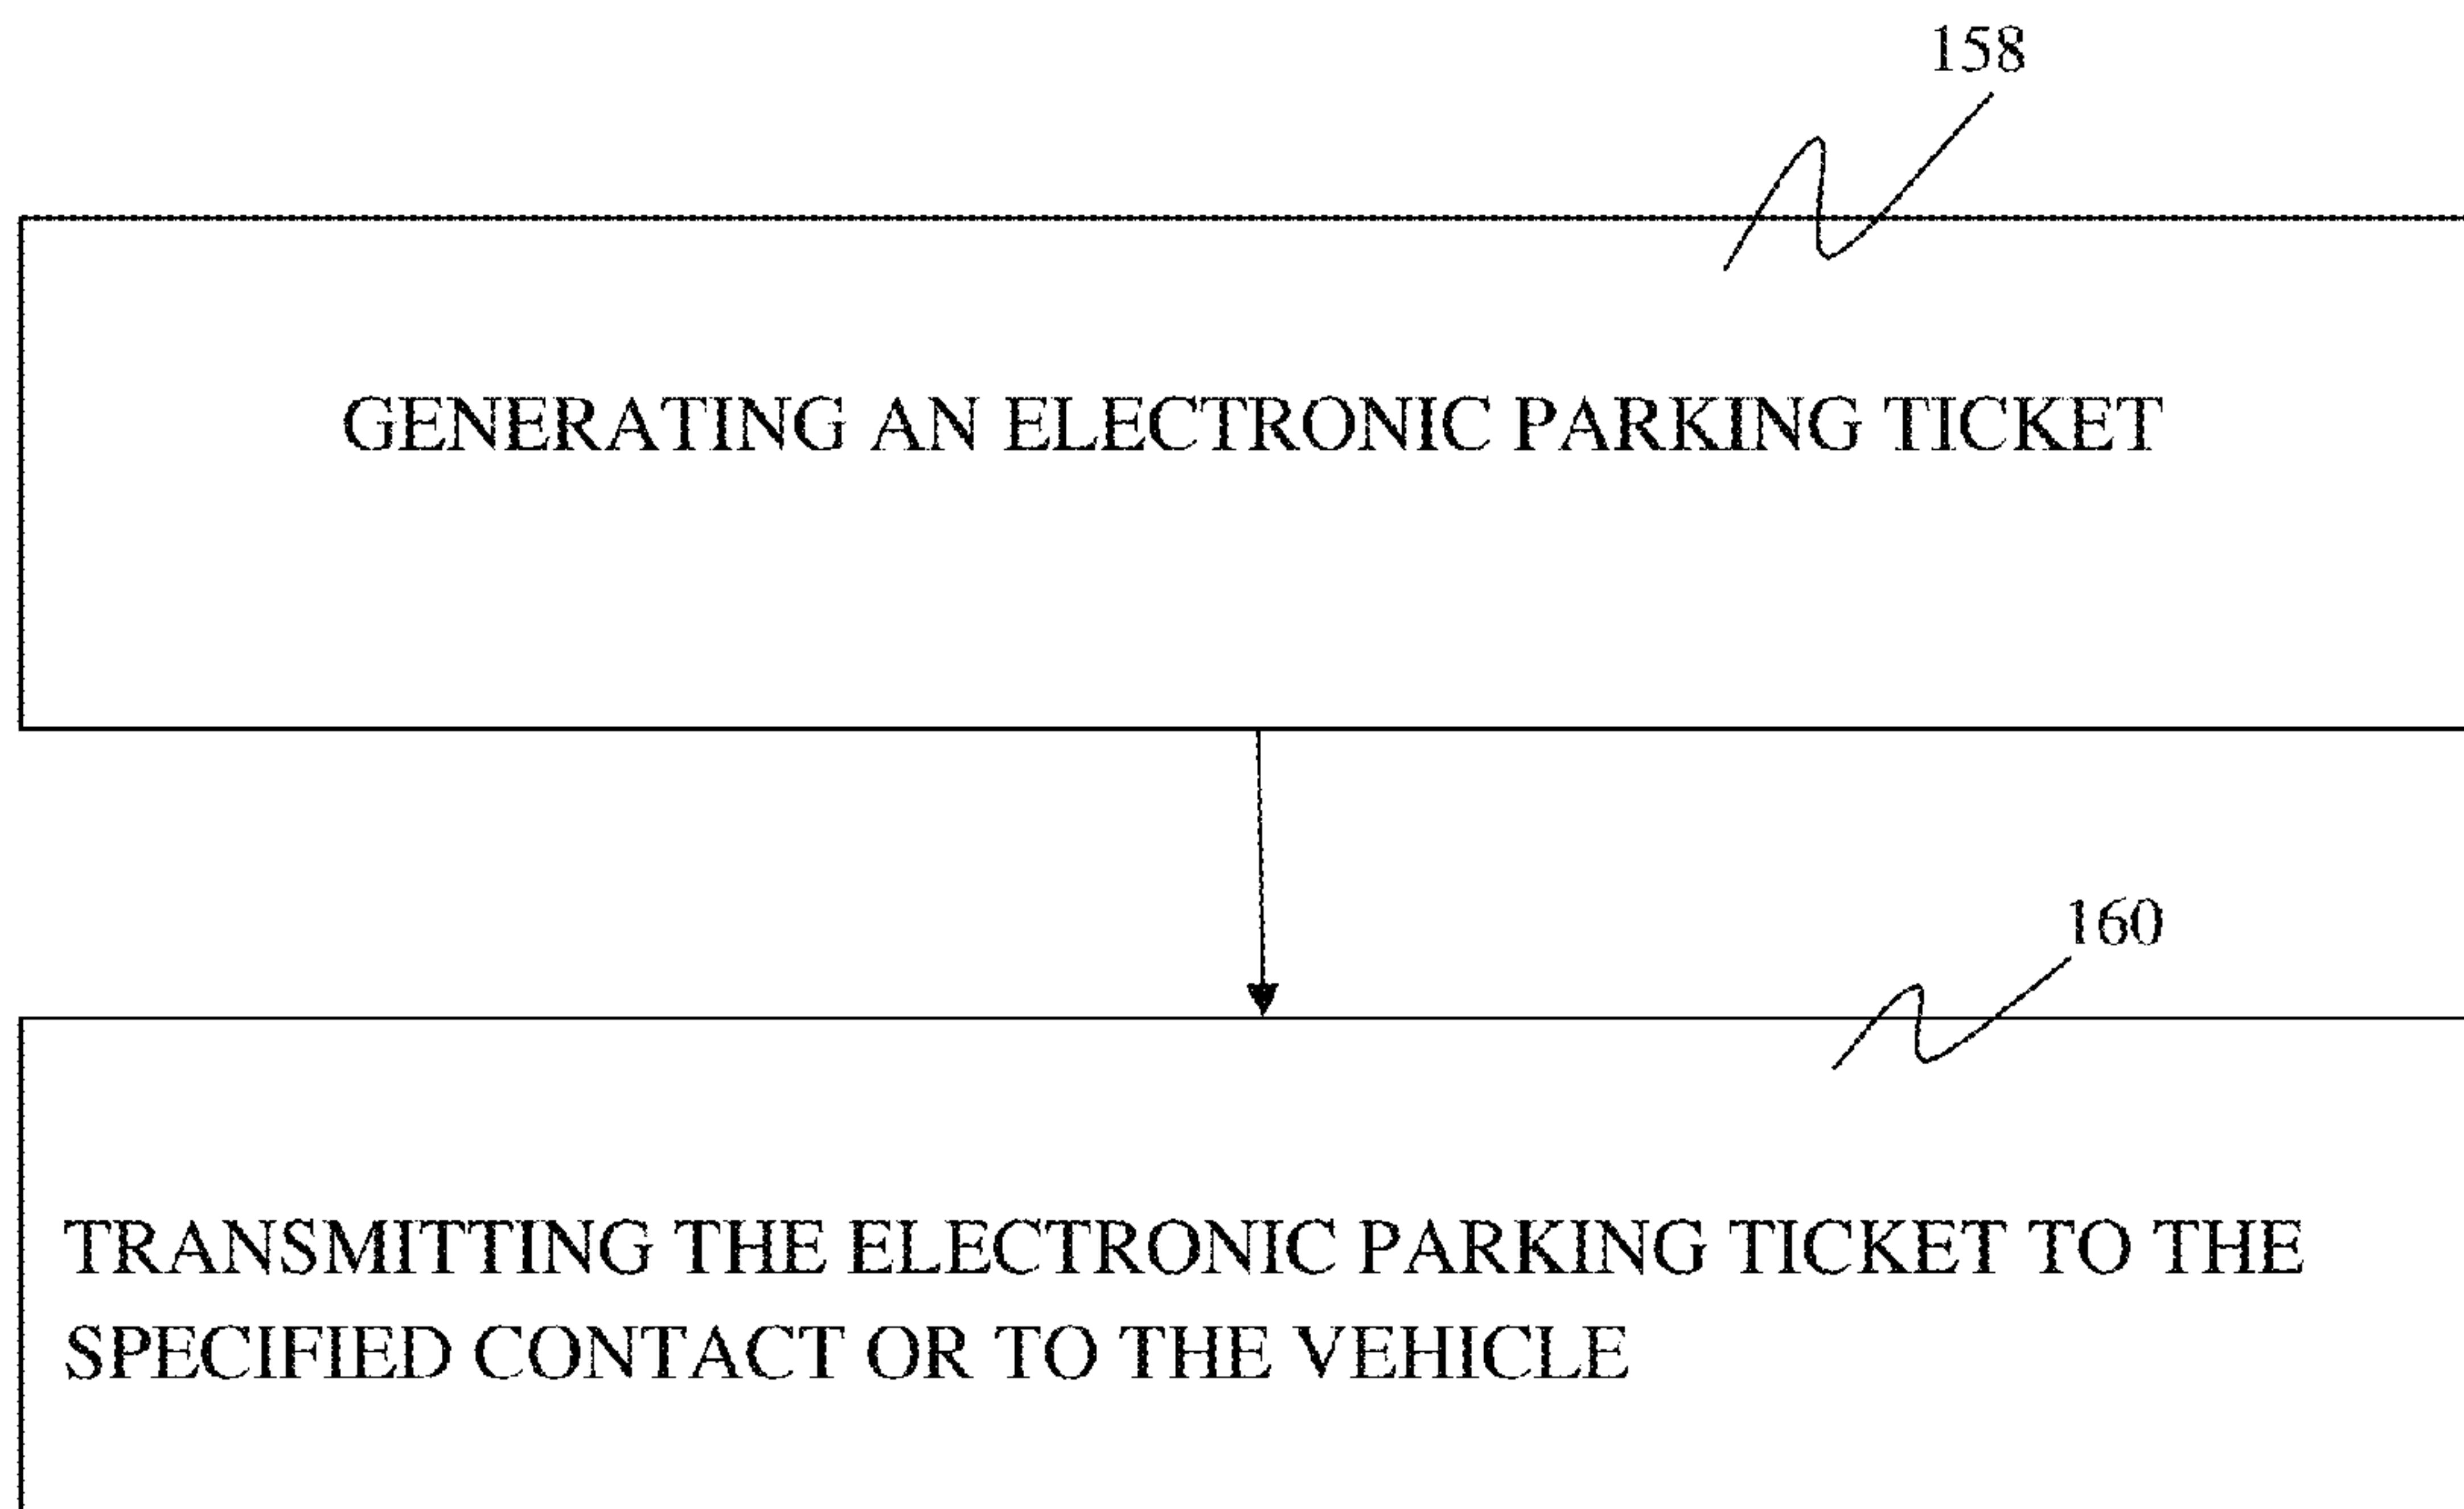 158
GENERATING AN ELECTRONIC PARKING TICKET
160
TRANSMITTING THE ELECTRONIC PARKING TICKET TO THE
SPECIFIED CONTACT OR TO THE VEHICLE